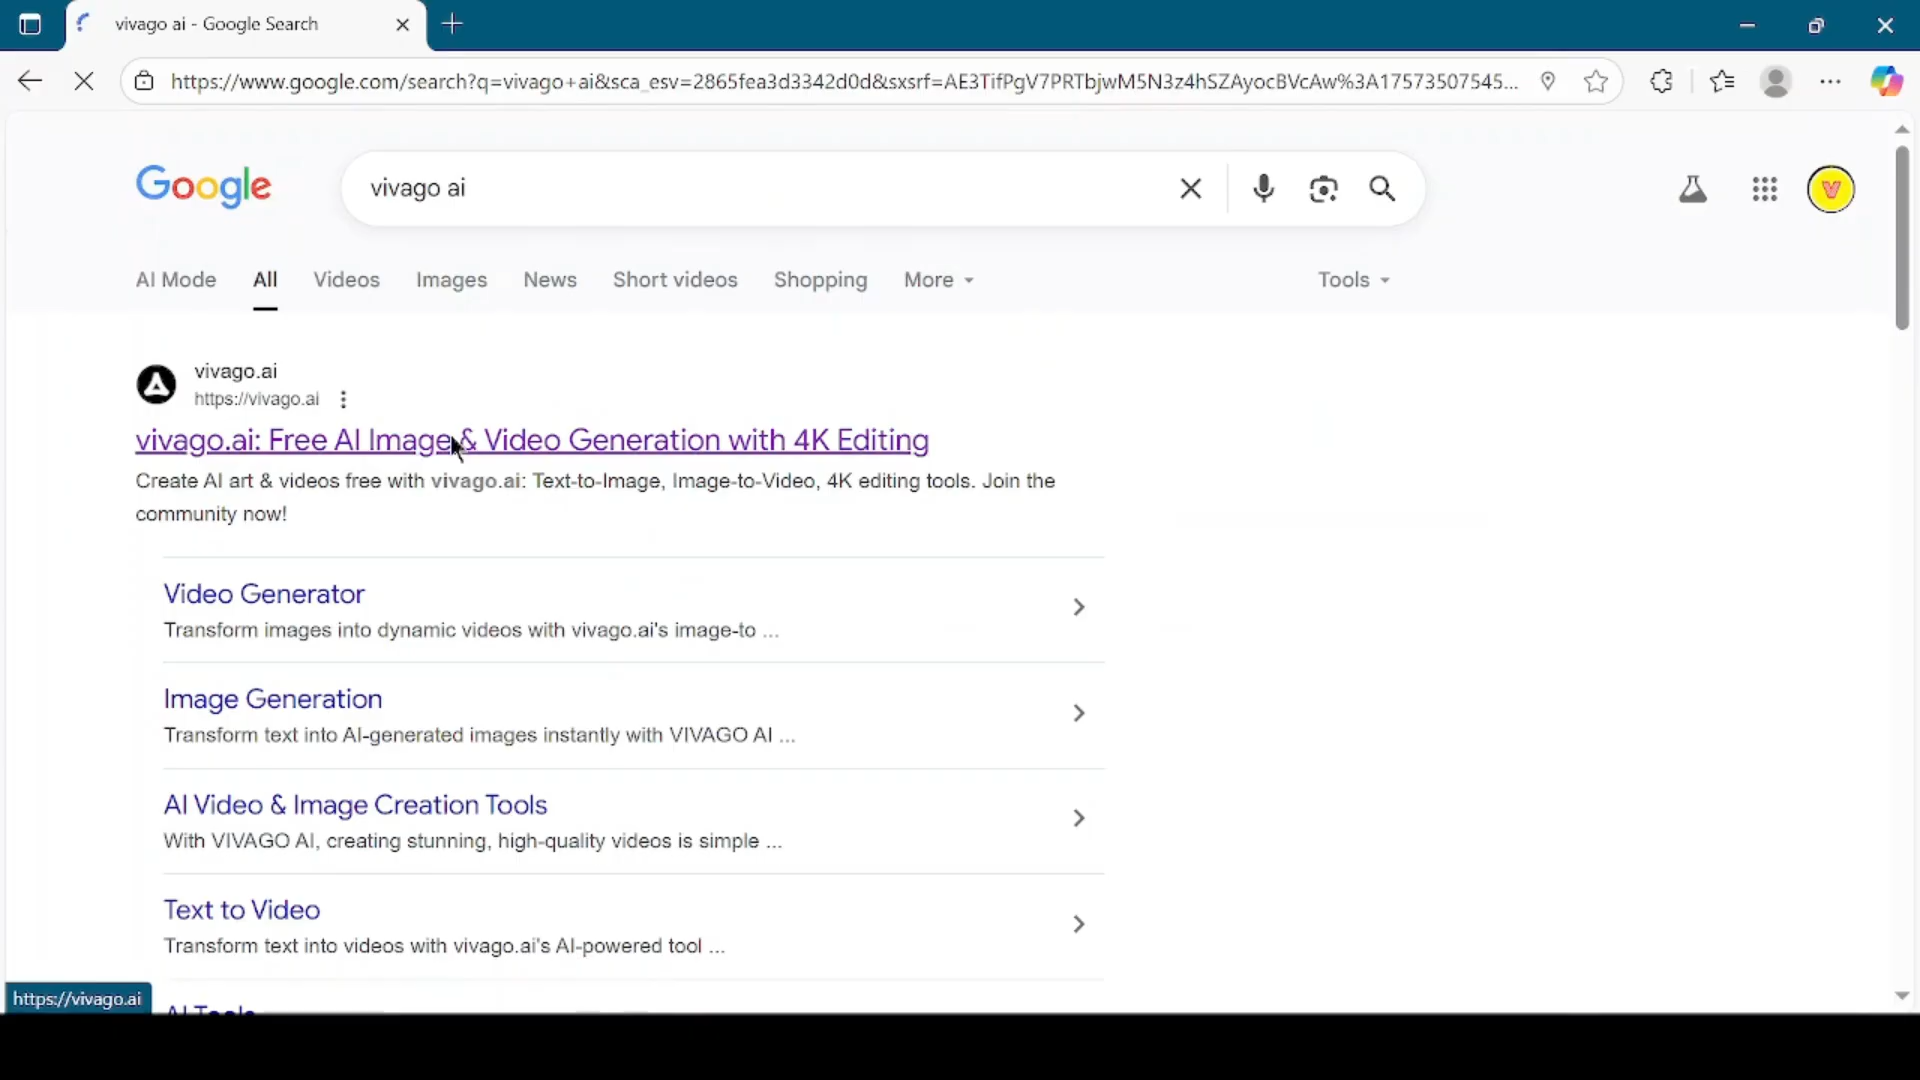 vivago ai - Google Search
https://www.google.com/search?q=vivago+ai&sca_esv=2865fea3d3342d0d&sxsrf=AE3TifPgV7PRTbjwM5N3z4hSZAyocBVcAw%3A17573507545...
Google
vivago ai
V
AI Mode
All
Videos
Images
News
Short videos
Shopping
More
Tools
vivago.ai
https://vivago.ai
vivago.ai: Free AI Image & Video Generation with 4K Editing
Create AI art & videos free with vivago.ai: Text-to-Image, Image-to-Video, 4K editing tools. Join the
community now!
Video Generator
Transform images into dynamic videos with vivago.ai's image-to ...
Image Generation
Transform text into AI-generated images instantly with VIVAGO AI ...
AI Video & Image Creation Tools
With VIVAGO AI, creating stunning, high-quality videos is simple ...
Text to Video
Transform text into videos with vivago.ai's AI-powered tool ...
https://vivago.ai
AI Tools